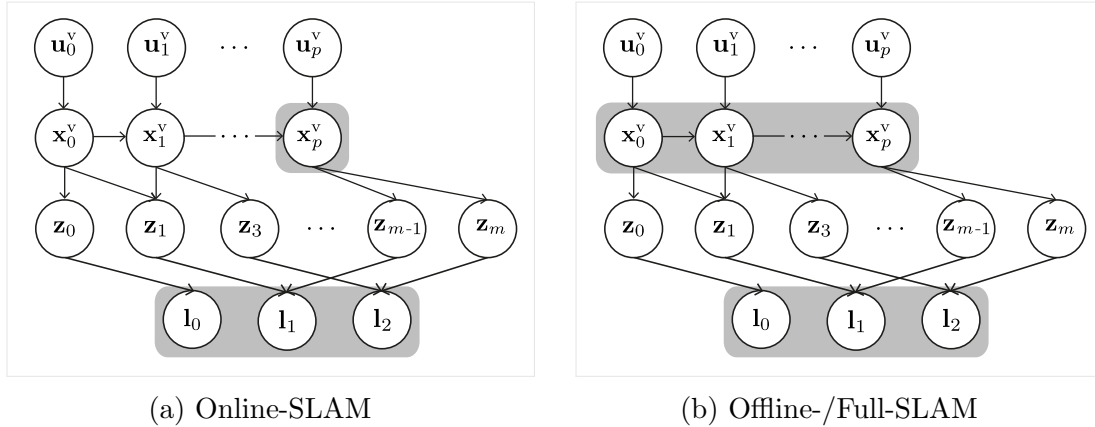 u₀ᵛ u₁ᵛ ··· uₚᵛ u₀ᵛ u₁ᵛ ··· uₚᵛ
x₀ᵛ x₁ᵛ ··· xₚᵛ x₀ᵛ x₁ᵛ ··· xₚᵛ
z₀ z₁ z₃ ··· zₘ₋₁ zₘ z₀ z₁ z₃ ··· zₘ₋₁ zₘ
l₀ l₁ l₂ l₀ l₁ l₂
(a) Online-SLAM (b) Offline-/Full-SLAM